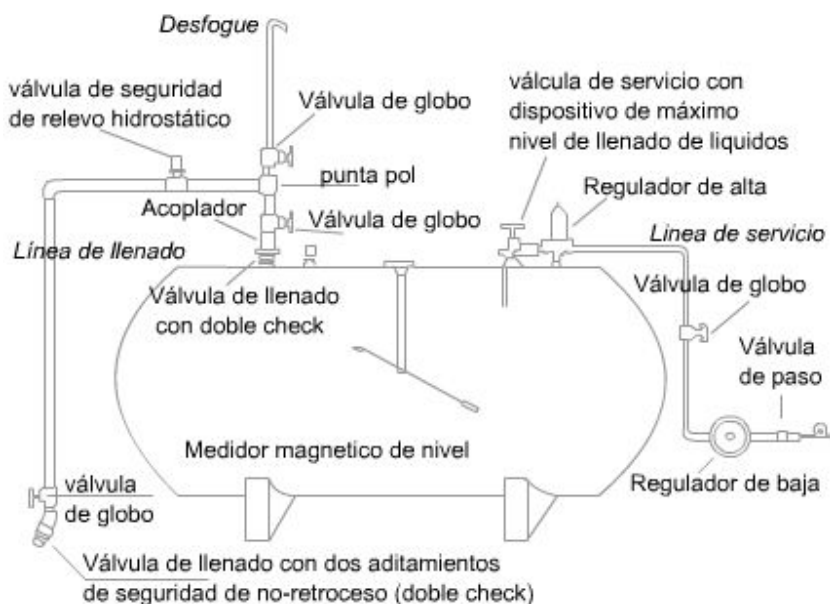 Desfogue
válvula de seguridad
de relevo hidrostático
Válvula de globo
válcula de servicio con
dispositivo de máximo
nivel de llenado de liquidos
punta pol
Regulador de alta
Acoplador
Válvula de globo
Línea de llenado
Linea de servicio
Válvula de llenado
con doble check
Válvula de globo
Válvula
de paso
Medidor magnetico de nivel
Regulador de baja
válvula
de globo
Válvula de llenado con dos aditamientos
de seguridad de no-retroceso (doble check)